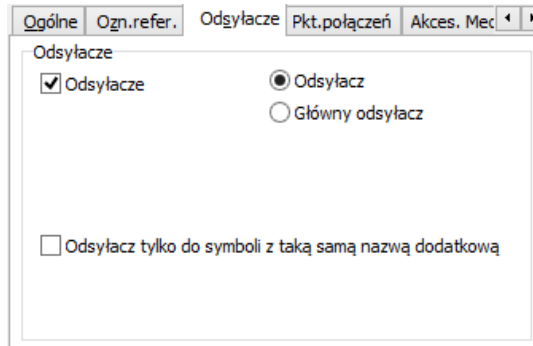 Ogólne Ozn.refer. Odsyłacze Pkt.połączeń Akces. Mec
Odsyłacze
Odsyłacze Odsyłacz
Główny odsyłacz
Odsyłacz tylko do symboli z taką samą nazwą dodatkową